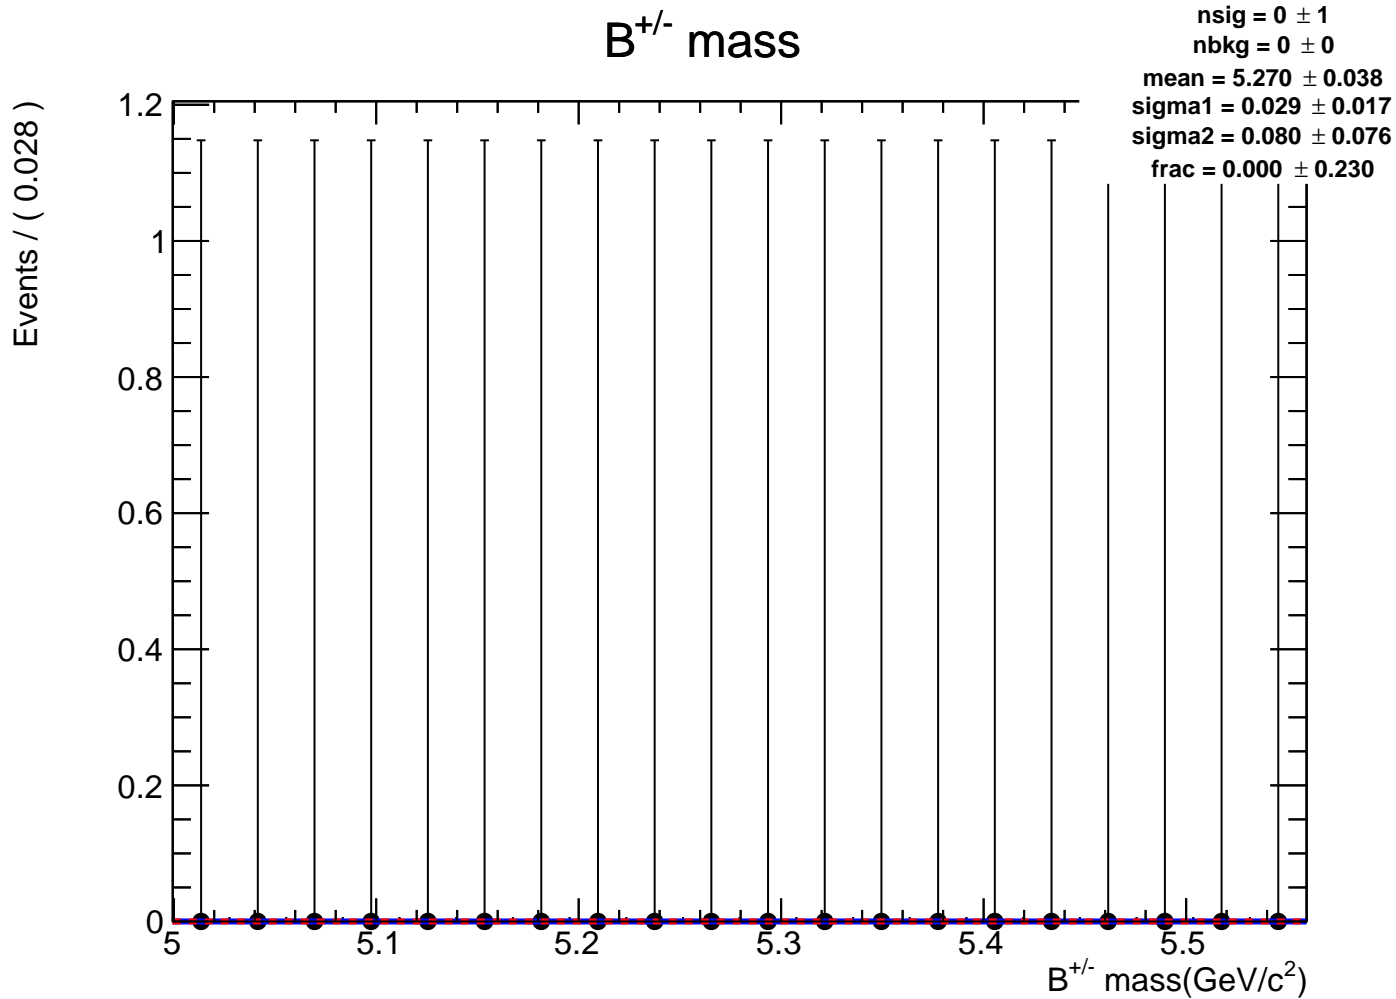 B+/- mass
nsig = 0 ± 1
nbkg = 0 ± 0
mean = 5.270 ± 0.038
sigma1 = 0.029 ± 0.017
sigma2 = 0.080 ± 0.076
frac = 0.000 ± 0.230
Events / ( 0.028 )
1.2
1
0.8
0.6
0.4
0.2
0
5 5.1 5.2 5.3 5.4 5.5
B+/- mass(GeV/c2)